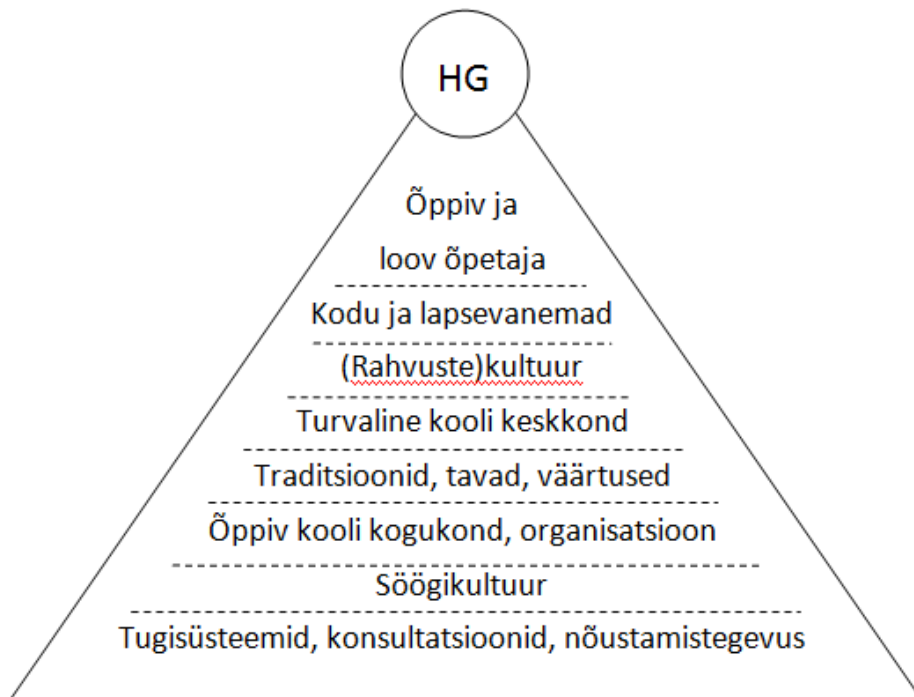 HG
Õppiv ja
loov õpetaja
Kodu ja lapsevanemad
(Rahvuste)kultuur
Turvaline kooli keskkond
Traditsioonid, tavad, väärtused
Õppiv kooli kogukond, organisatsioon
Söögikultuur
Tugisüsteemid, konsultatsioonid, nõustamistegevus